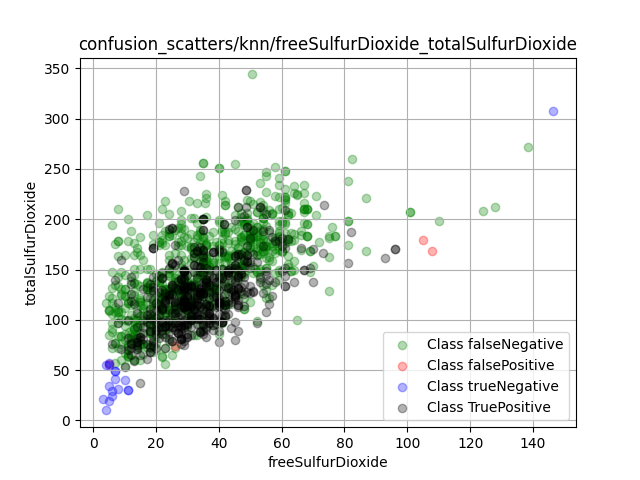 confusion_scatters/knn/freeSulfurDioxide_totalSulfurDioxide
350
300
250
200
150
100
50
0
totalSulfurDioxide
0 20 40 60 80 100 120 140
freeSulfurDioxide
Class falseNegative
Class falsePositive
Class trueNegative
Class TruePositive